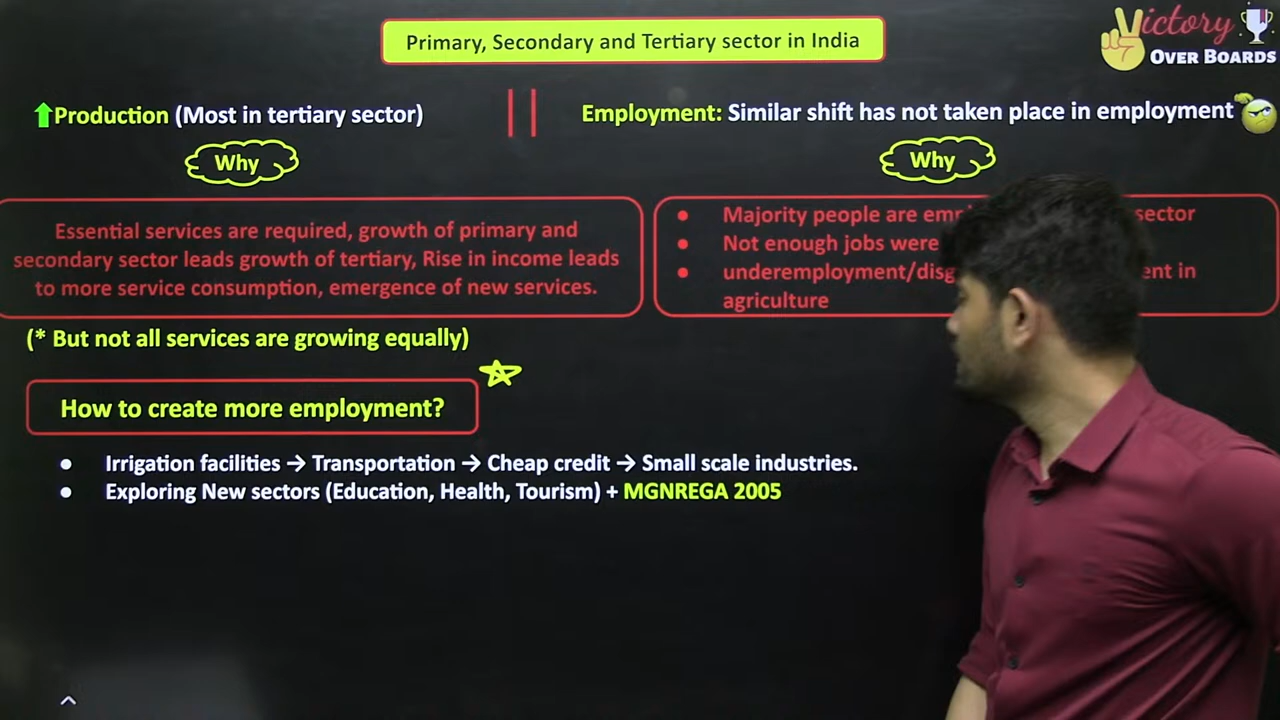 Primary, Secondary and Tertiary sector in India
Victory
OVER BOARDS
Production (Most in tertiary sector)
Employment: Similar shift has not taken place in employment
Why
Why
Essential services are required, growth of primary and
secondary sector leads growth of tertiary, Rise in income leads
to more service consumption, emergence of new services.
• Majority people are sector
• Not enough jobs were
• in
agriculture
(* But not all services are growing equally)
How to create more employment?
• Irrigation facilities → Transportation → Cheap credit → Small scale industries.
• Exploring New sectors (Education, Health, Tourism) + MGNREGA 2005